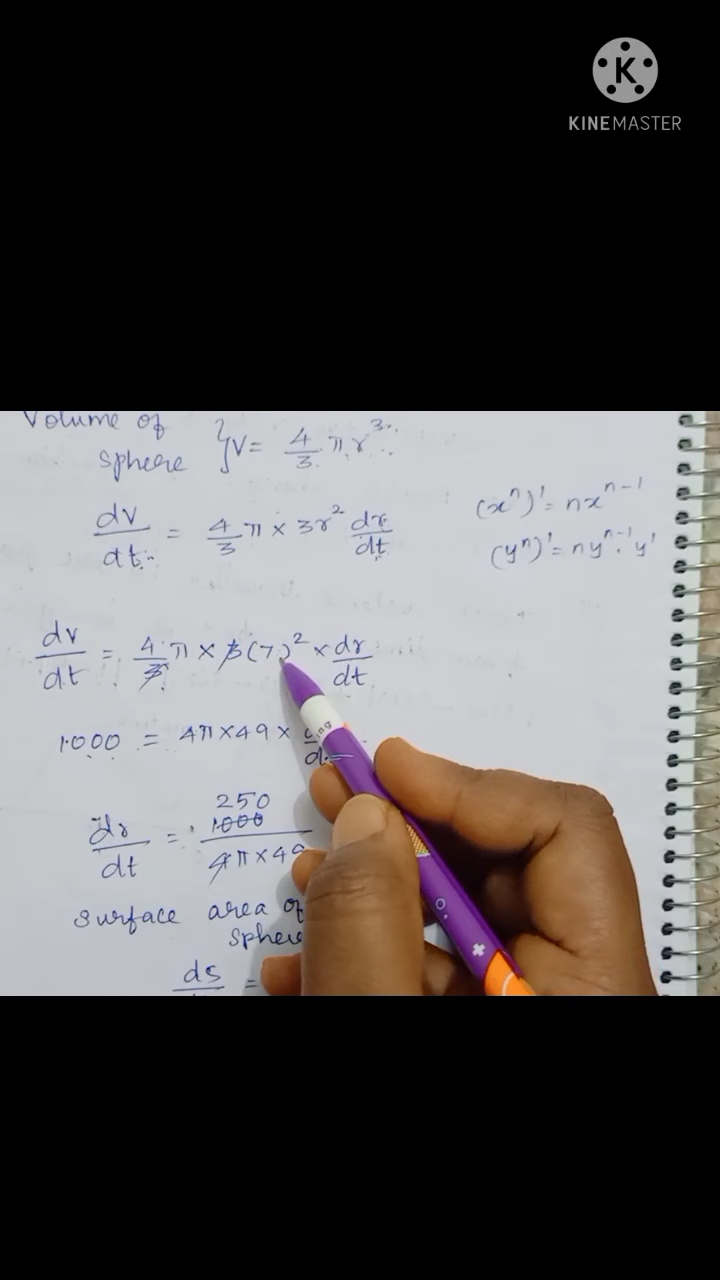 KINEMASTER
Volume of sphere } V = 4/3 π r³
dv/dt = 4/3 π × 3r² dr/dt
(xⁿ)' = nxⁿ⁻¹
(yⁿ)' = nyⁿ⁻¹. y'
dv/dt = 4/3 π × 3(7)² × dr/dt
1000 = 4π × 49 ×
dr/dt = 250 1000 / 4π × 49
surface area of
sphere
ds =